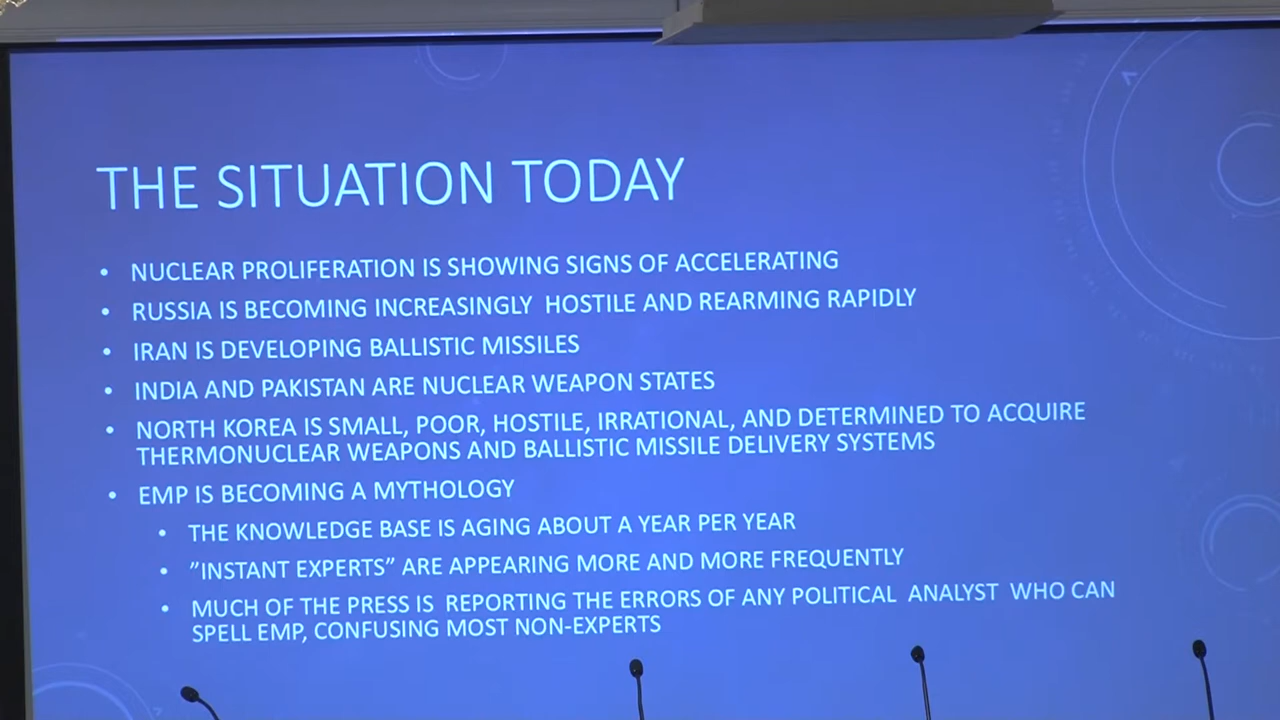 THE SITUATION TODAY
• NUCLEAR PROLIFERATION IS SHOWING SIGNS OF ACCELERATING
• RUSSIA IS BECOMING INCREASINGLY HOSTILE AND REARMING RAPIDLY
• IRAN IS DEVELOPING BALLISTIC MISSILES
• INDIA AND PAKISTAN ARE NUCLEAR WEAPON STATES
• NORTH KOREA IS SMALL, POOR, HOSTILE, IRRATIONAL, AND DETERMINED TO ACQUIRE
THERMONUCLEAR WEAPONS AND BALLISTIC MISSILE DELIVERY SYSTEMS
• EMP IS BECOMING A MYTHOLOGY
• THE KNOWLEDGE BASE IS AGING ABOUT A YEAR PER YEAR
• ”INSTANT EXPERTS” ARE APPEARING MORE AND MORE FREQUENTLY
• MUCH OF THE PRESS IS REPORTING THE ERRORS OF ANY POLITICAL ANALYST WHO CAN
SPELL EMP, CONFUSING MOST NON-EXPERTS